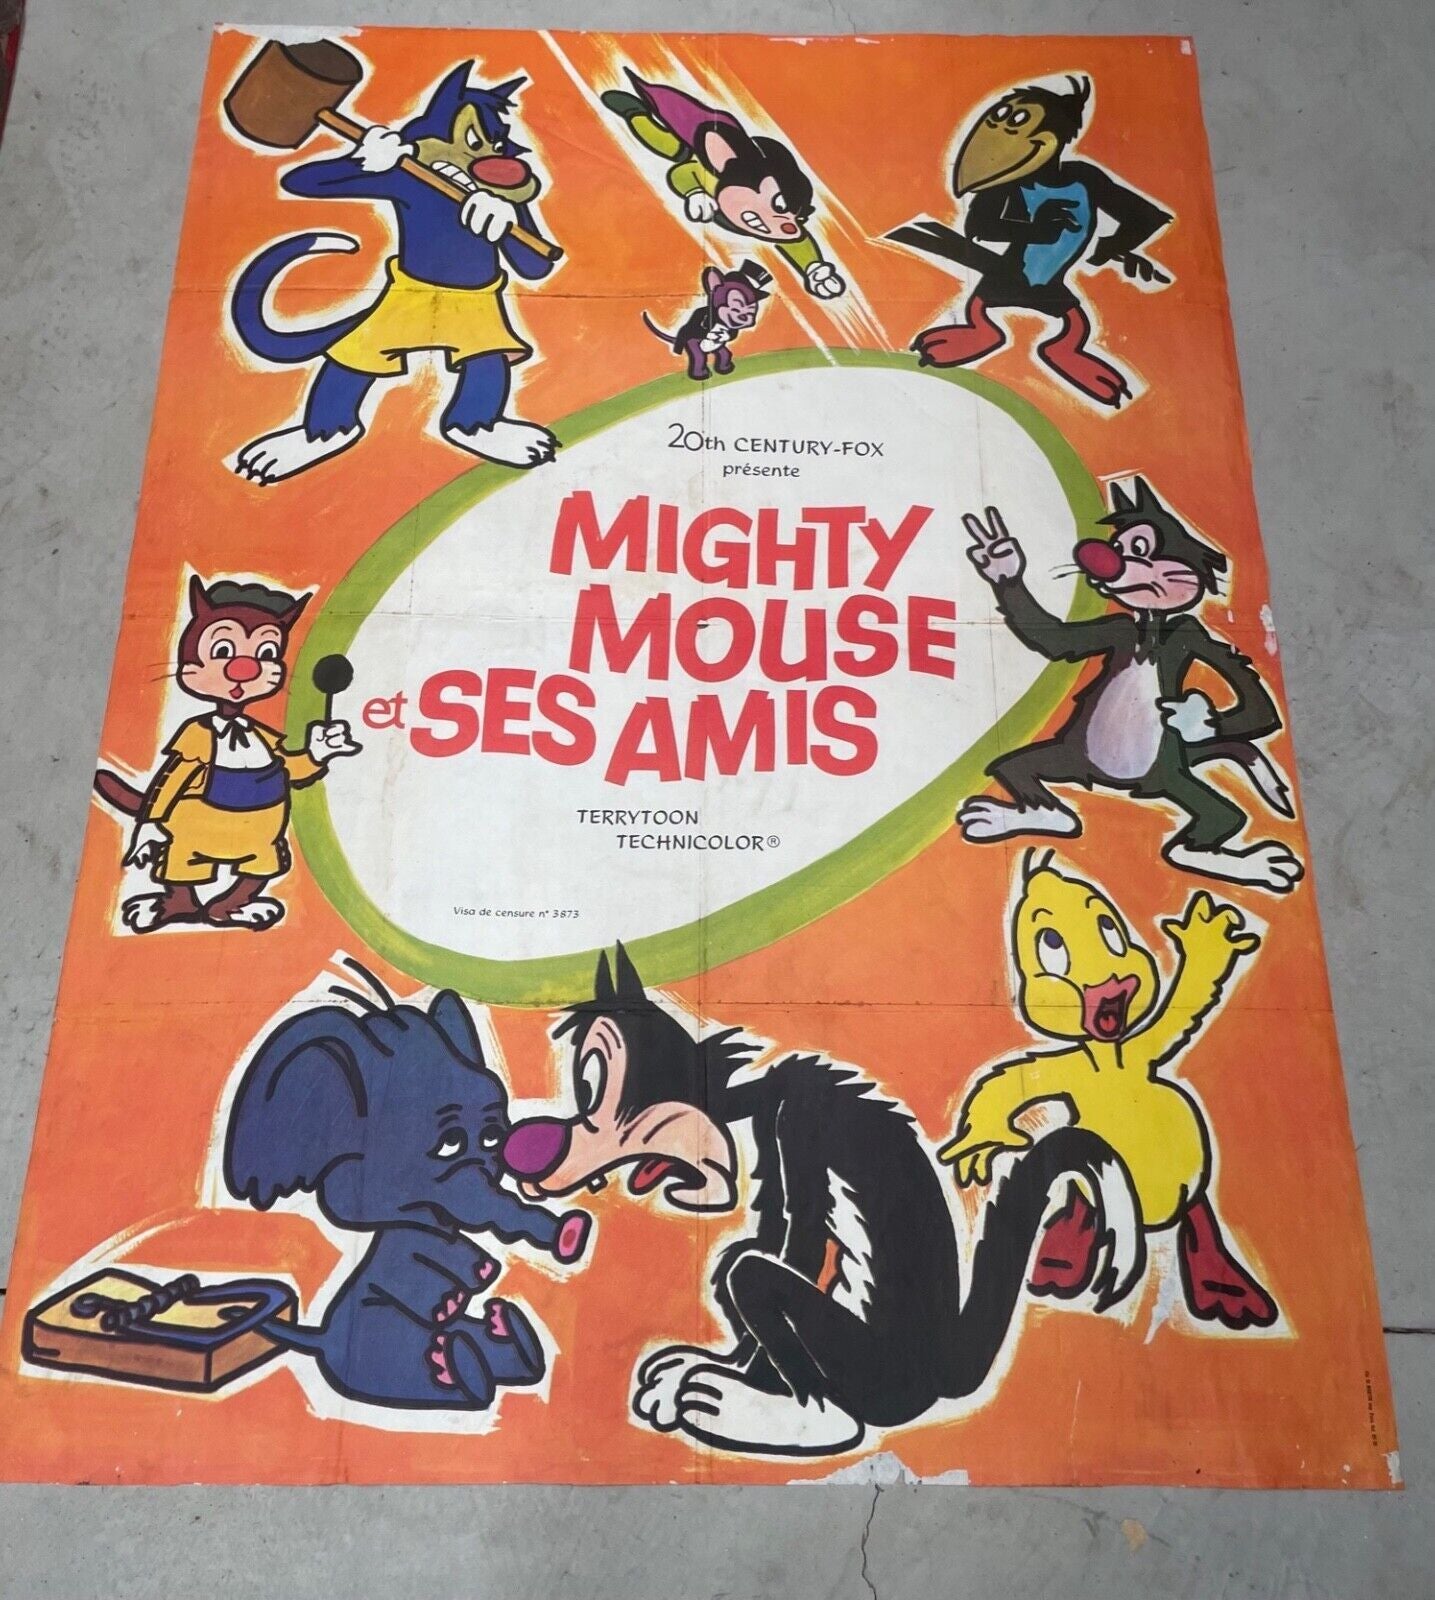 20th CENTURY-FOX
présente
MIGHTY
MOUSE
et SES AMIS
TERRYTOON
TECHNICOLOR®
Visa de censure n° 3873